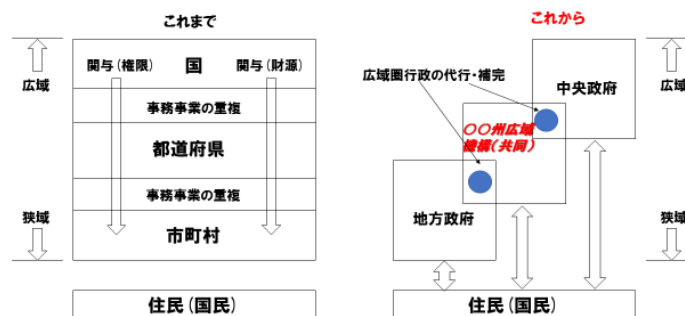 これまで
広域
狭域
関与(権限)
国
関与(財源)
事務事業の重複
都道府県
事務事業の重複
市町村
住民(国民)
これから
広域圏行政の代行・補完
中央政府
〇〇州広域
機構(共同)
地方政府
広域
狭域
住民(国民)